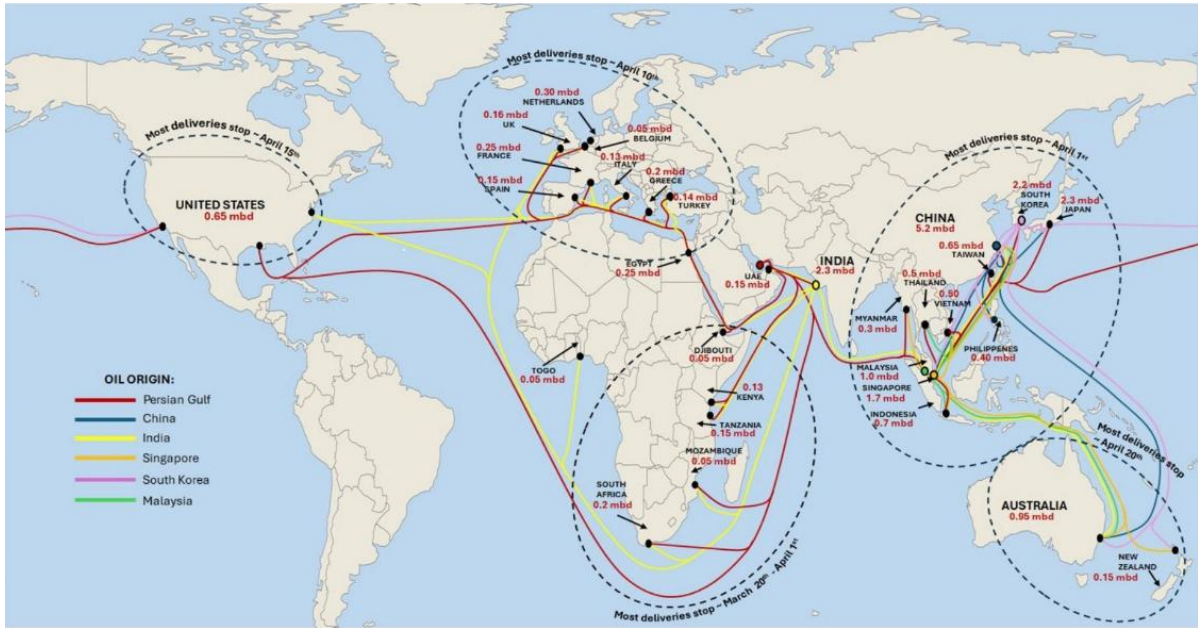 Most deliveries stop ~ April 15th
UNITED STATES
0.65 mbd
Most deliveries stop ~ April 10th
0.30 mbd
NETHERLANDS
0.16 mbd
UK
0.05 mbd
BELGIUM
0.25 mbd
FRANCE
0.13 mbd
ITALY
0.15 mbd
SPAIN
0.2 mbd
GREECE
0.14 mbd
TURKEY
EGYPT
0.25 mbd
UAE
0.15 mbd
INDIA
2.3 mbd
Most deliveries stop ~ April 1st
2.2 mbd
SOUTH
KOREA
2.3 mbd
JAPAN
CHINA
5.2 mbd
0.65 mbd
TAIWAN
0.5 mbd
THAILAND
0.50
VIETNAM
MYANMAR
0.3 mbd
PHILIPPENES
0.40 mbd
MALAYSIA
1.0 mbd
SINGAPORE
1.7 mbd
INDONESIA
0.7 mbd
DJIBOUTI
0.05 mbd
TOGO
0.05 mbd
0.13
KENYA
TANZANIA
0.15 mbd
MOZAMBIQUE
0.05 mbd
SOUTH
AFRICA
0.2 mbd
Most deliveries stop ~ March 20th - April 1st
Most deliveries stop
~ April 20th
AUSTRALIA
0.95 mbd
NEW
ZEALAND
0.15 mbd
OIL ORIGIN:
Persian Gulf
China
India
Singapore
South Korea
Malaysia